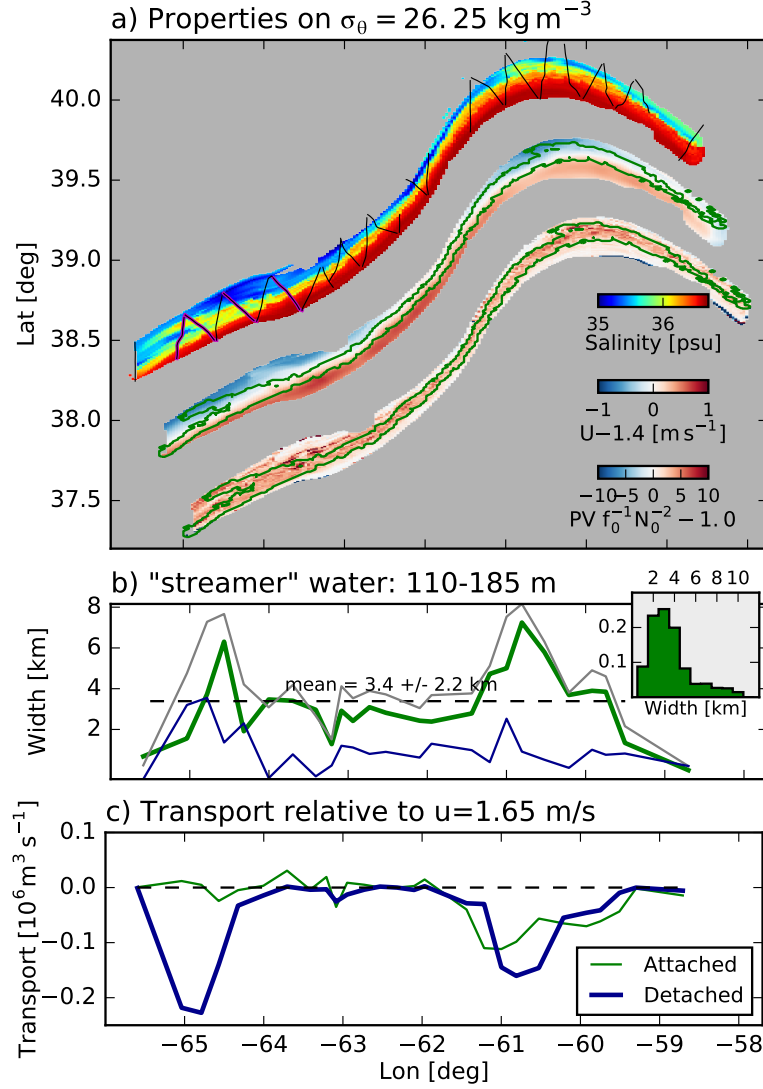 a) Properties on σθ = 26. 25 kg m⁻³
Lat [deg]
40.0
39.5
39.0
38.5
38.0
37.5
35 36
Salinity [psu]
−1 0 1
U−1.4 [m s⁻¹]
−10 −5 0 5 10
PV f₀⁻¹N₀⁻² − 1.0
b) "streamer" water: 110-185 m
Width [km]
8
6
4
2
mean = 3.4 +/- 2.2 km
2 4 6 8 10
0.2
0.1
Width [km]
c) Transport relative to u=1.65 m/s
Transport [10⁶ m³ s⁻¹]
0.1
0.0
−0.1
−0.2
Attached
Detached
−65 −64 −63 −62 −61 −60 −59 −58
Lon [deg]